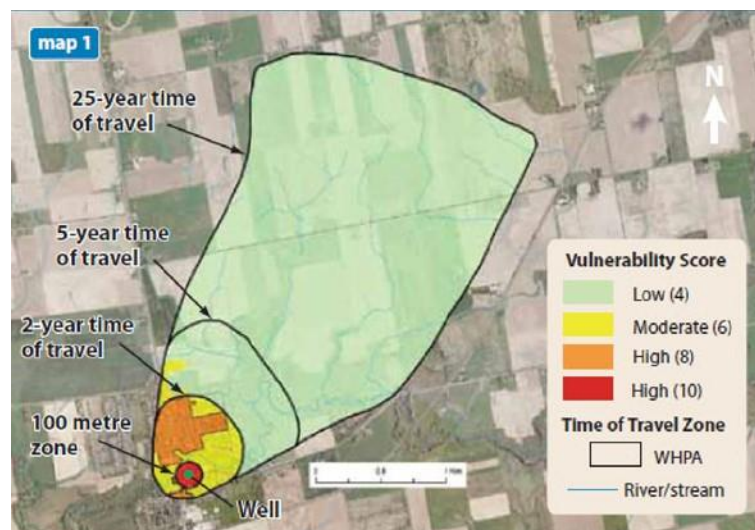 map 1
25-year time
of travel
N
5-year time
of travel
2-year time
of travel
100 metre
zone
Well
Vulnerability Score
Low (4)
Moderate (6)
High (8)
High (10)
Time of Travel Zone
WHPA
River/stream
0